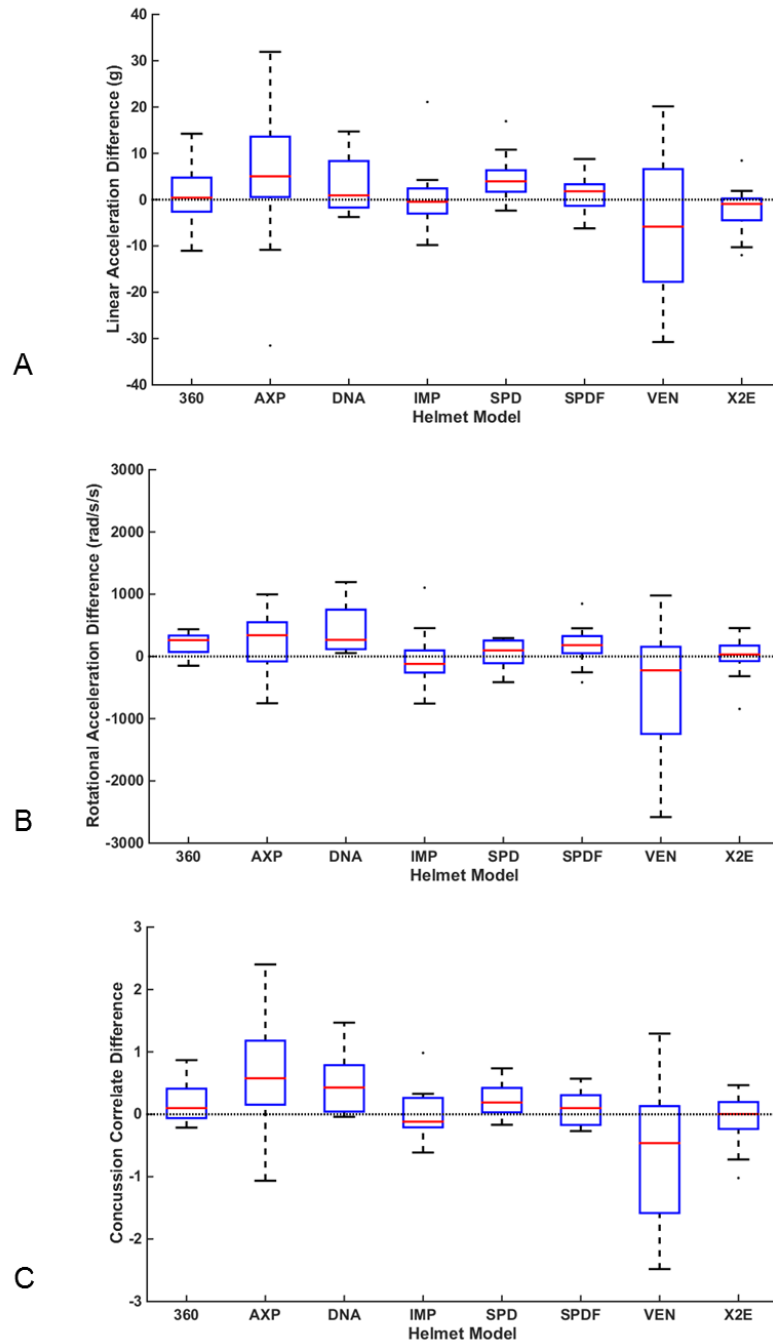 A
Linear Acceleration Difference (g)
40
30
20
10
0
-10
-20
-30
-40
360 AXP DNA IMP SPD SPDF VEN X2E
Helmet Model
B
Rotational Acceleration Difference (rad/s/s)
3000
2000
1000
0
-1000
-2000
-3000
360 AXP DNA IMP SPD SPDF VEN X2E
Helmet Model
C
Concussion Correlate Difference
3
2
1
0
-1
-2
-3
360 AXP DNA IMP SPD SPDF VEN X2E
Helmet Model